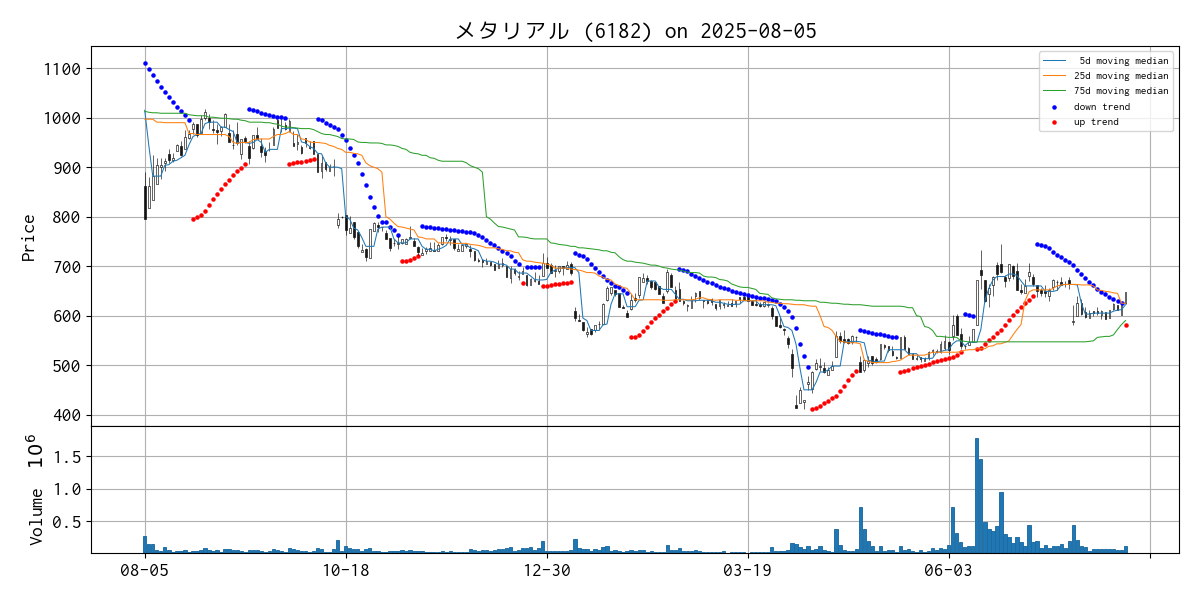 メタリアル (6182) on 2025-08-05
Price
1100
1000
900
800
700
600
500
400
5d moving median
25d moving median
75d moving median
down trend
up trend
Volume 10^6
1.5
1.0
0.5
08-05 10-18 12-30 03-19 06-03